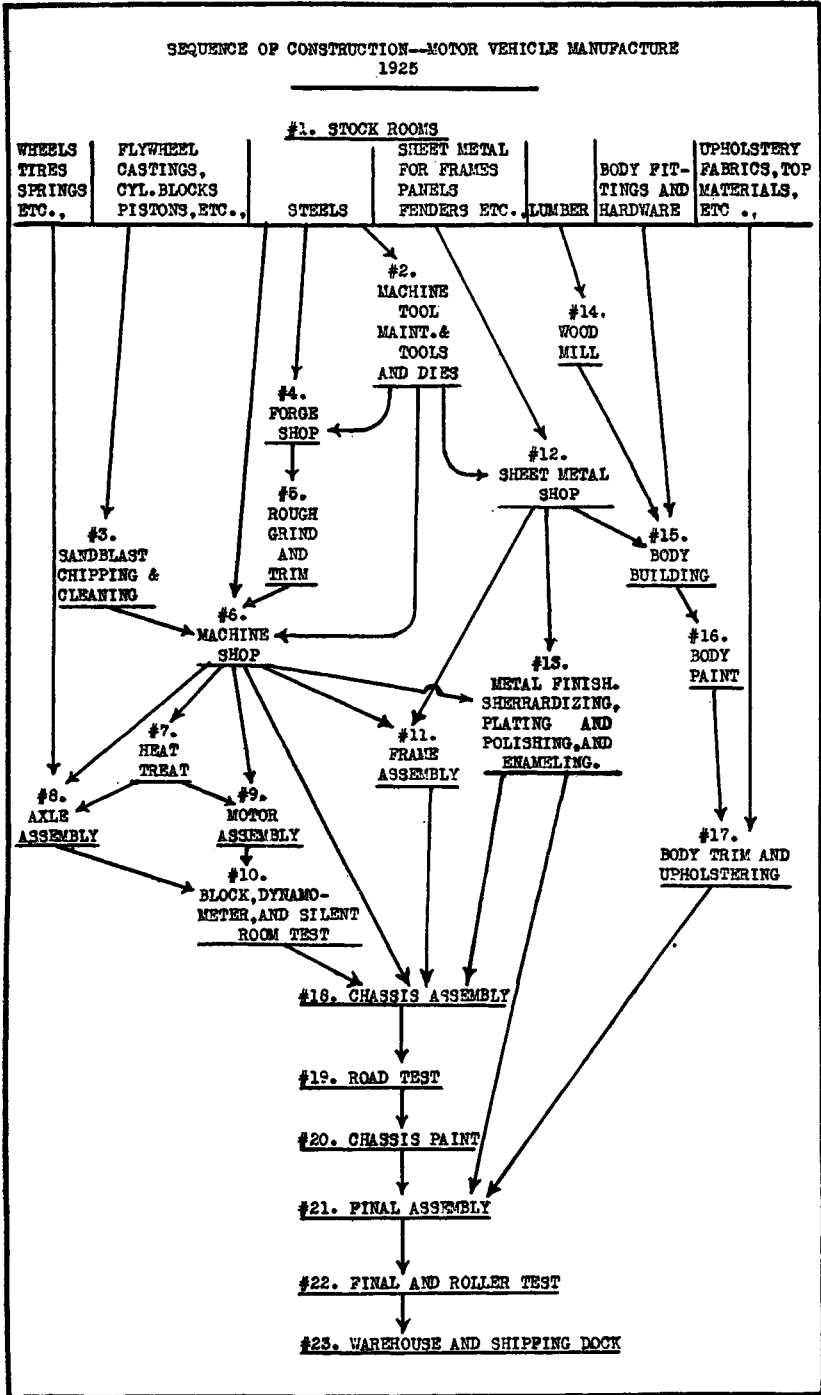 SEQUENCE OF CONSTRUCTION—MOTOR VEHICLE MANUFACTURE
1925
#1. STOCK ROOMS
WHEELS
TIRES
SPRINGS
ETC.,
FLYWHEEL
CASTINGS,
CYL.BLOCKS
PISTONS,ETC.,
STEELS
SHEET METAL
FOR FRAMES
PANELS
FENDERS ETC.,
LUMBER
BODY FIT-
TINGS AND
HARDWARE
UPHOLSTERY
FABRICS,TOP
MATERIALS,
ETC .,
#2.
MACHINE
TOOL
MAINT.&
TOOLS
AND DIES
#14.
WOOD
MILL
#4.
FORGE
SHOP
#12.
SHEET METAL
SHOP
#5.
ROUGH
GRIND
AND
TRIM
#3.
SANDBLAST
CHIPPING &
CLEANING
#15.
BODY
BUILDING
#6.
MACHINE
SHOP
#16.
BODY
PAINT
#13.
METAL FINISH.
SHERRARDIZING,
PLATING AND
POLISHING,AND
ENAMELING.
#7.
HEAT
TREAT
#11.
FRAME
ASSEMBLY
#8.
AXLE
ASSEMBLY
#9.
MOTOR
ASSEMBLY
#17.
BODY TRIM AND
UPHOLSTERING
#10.
BLOCK,DYNAMO-
METER,AND SILENT
ROOM TEST
#18. CHASSIS ASSEMBLY
#19. ROAD TEST
#20. CHASSIS PAINT
#21. FINAL ASSEMBLY
#22. FINAL AND ROLLER TEST
#23. WAREHOUSE AND SHIPPING DOCK